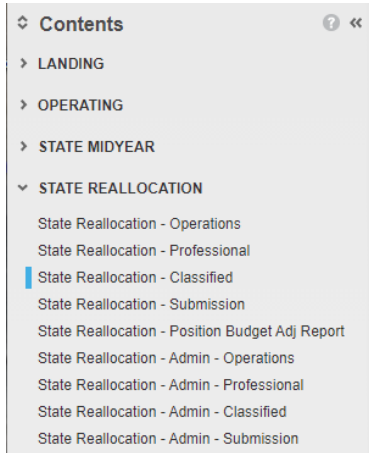 Contents
LANDING
OPERATING
STATE MIDYEAR
STATE REALLOCATION
State Reallocation - Operations
State Reallocation - Professional
State Reallocation - Classified
State Reallocation - Submission
State Reallocation - Position Budget Adj Report
State Reallocation - Admin - Operations
State Reallocation - Admin - Professional
State Reallocation - Admin - Classified
State Reallocation - Admin - Submission